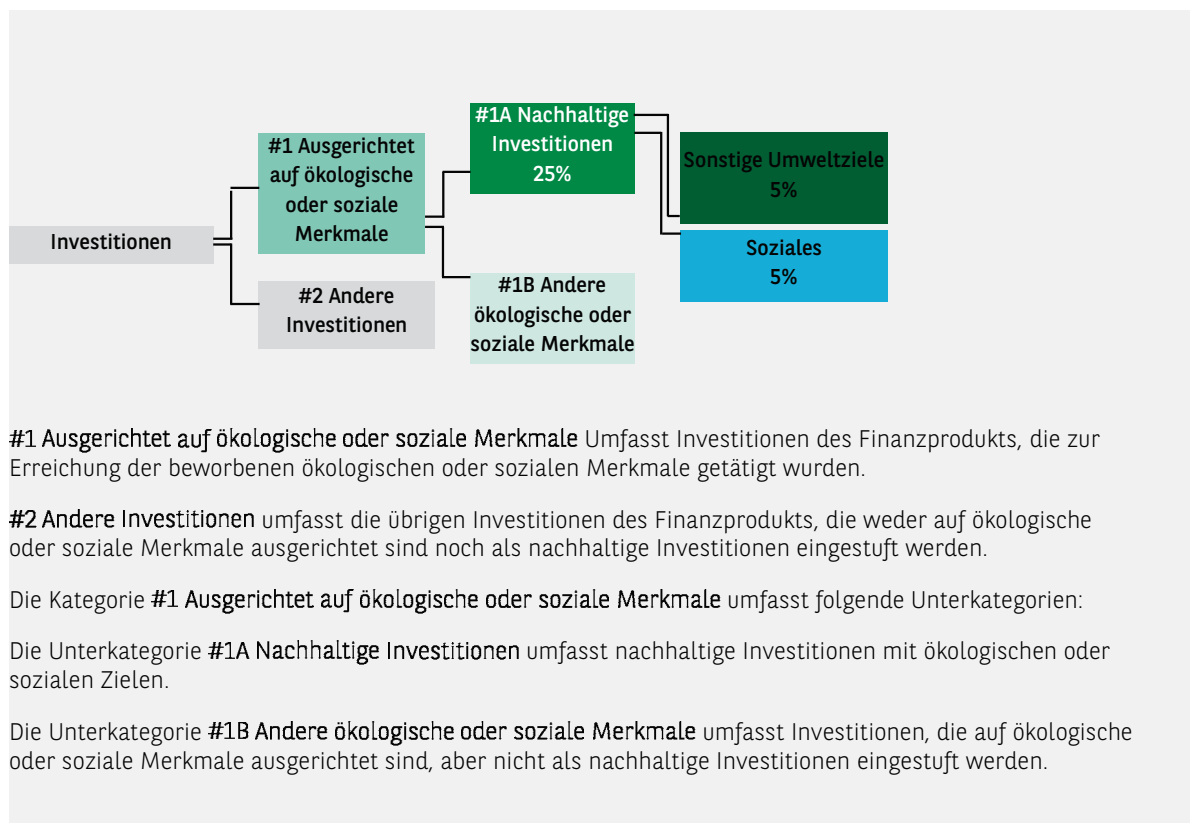 #1A Nachhaltige
Investitionen
25%
#1 Ausgerichtet
auf ökologische
oder soziale
Merkmale
Sonstige Umweltziele
5%
Investitionen
Soziales
5%
#2 Andere
Investitionen
#1B Andere
ökologische oder
soziale Merkmale
#1 Ausgerichtet auf ökologische oder soziale Merkmale Umfasst Investitionen des Finanzprodukts, die zur
Erreichung der beworbenen ökologischen oder sozialen Merkmale getätigt wurden.
#2 Andere Investitionen umfasst die übrigen Investitionen des Finanzprodukts, die weder auf ökologische
oder soziale Merkmale ausgerichtet sind noch als nachhaltige Investitionen eingestuft werden.
Die Kategorie #1 Ausgerichtet auf ökologische oder soziale Merkmale umfasst folgende Unterkategorien:
Die Unterkategorie #1A Nachhaltige Investitionen umfasst nachhaltige Investitionen mit ökologischen oder
sozialen Zielen.
Die Unterkategorie #1B Andere ökologische oder soziale Merkmale umfasst Investitionen, die auf ökologische
oder soziale Merkmale ausgerichtet sind, aber nicht als nachhaltige Investitionen eingestuft werden.